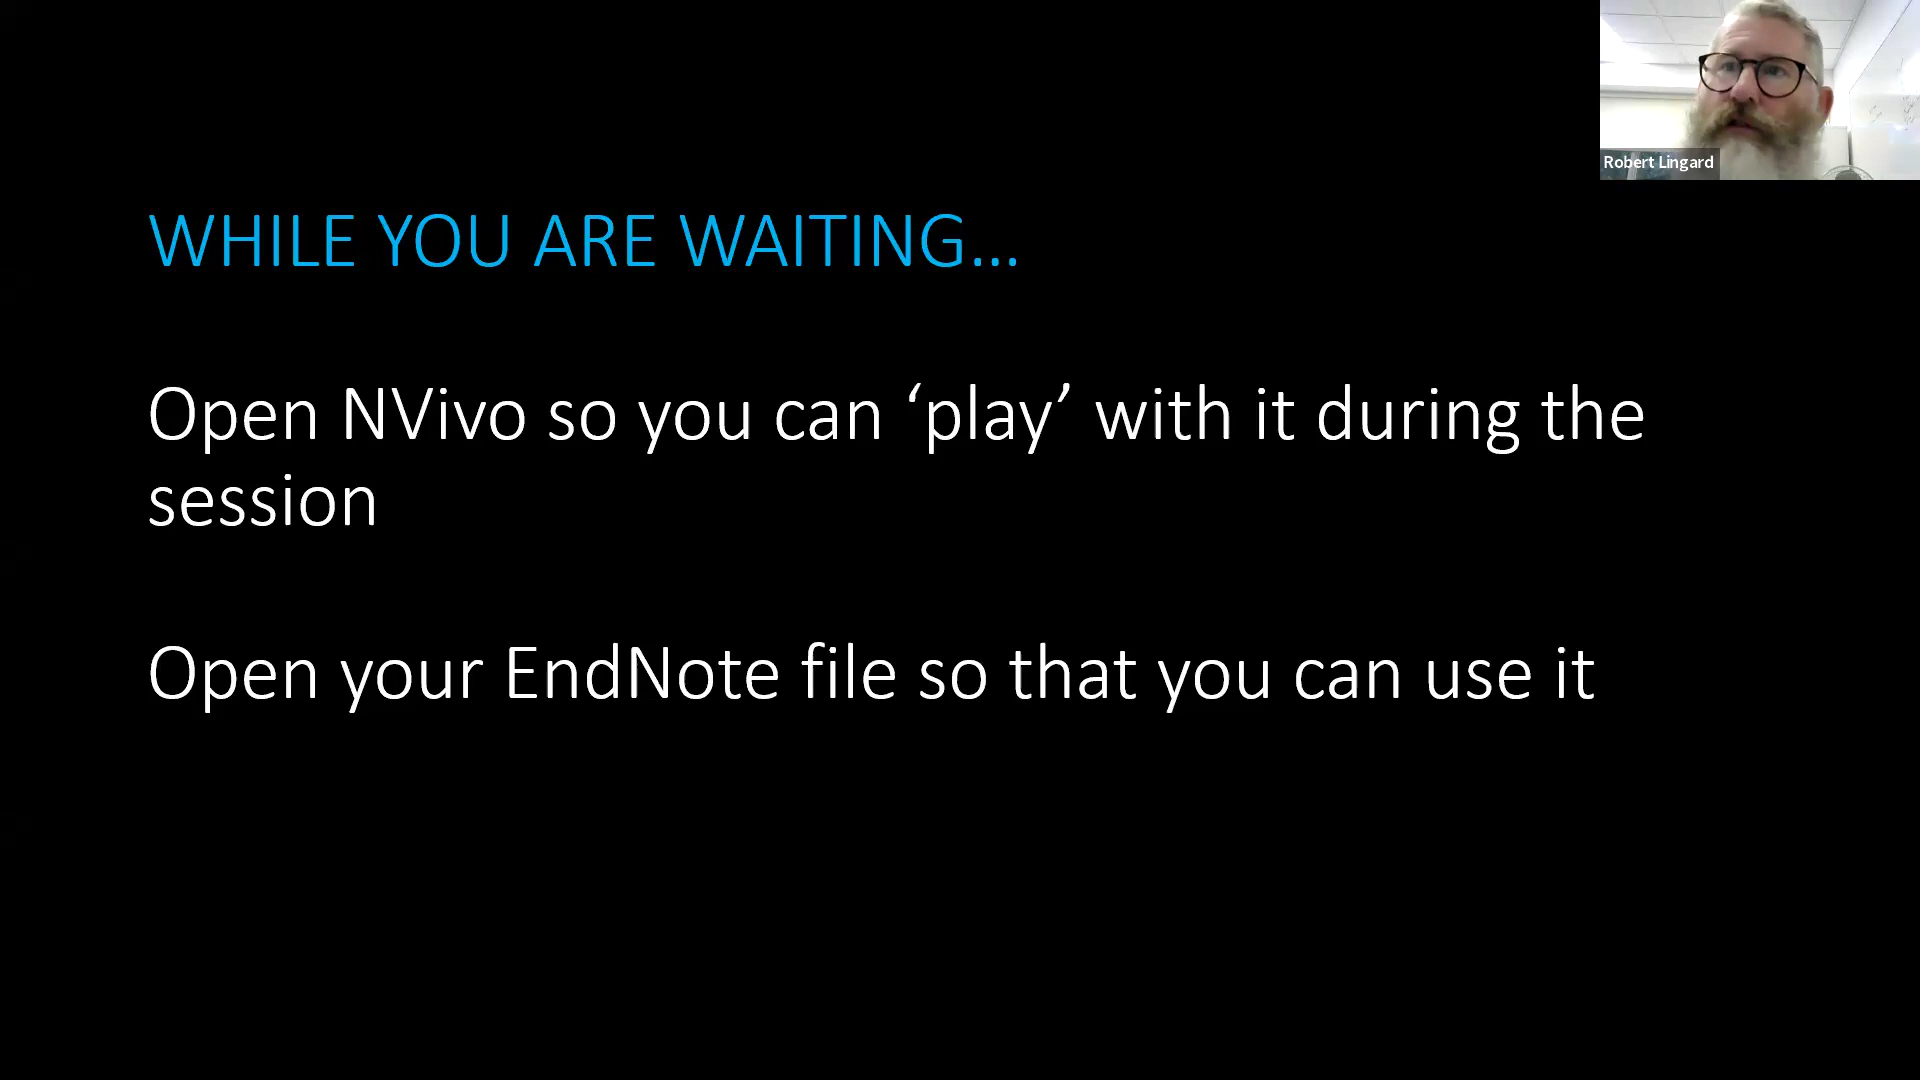 Robert Lingard
WHILE YOU ARE WAITING...
Open NVivo so you can ‘play’ with it during the
session
Open your EndNote file so that you can use it